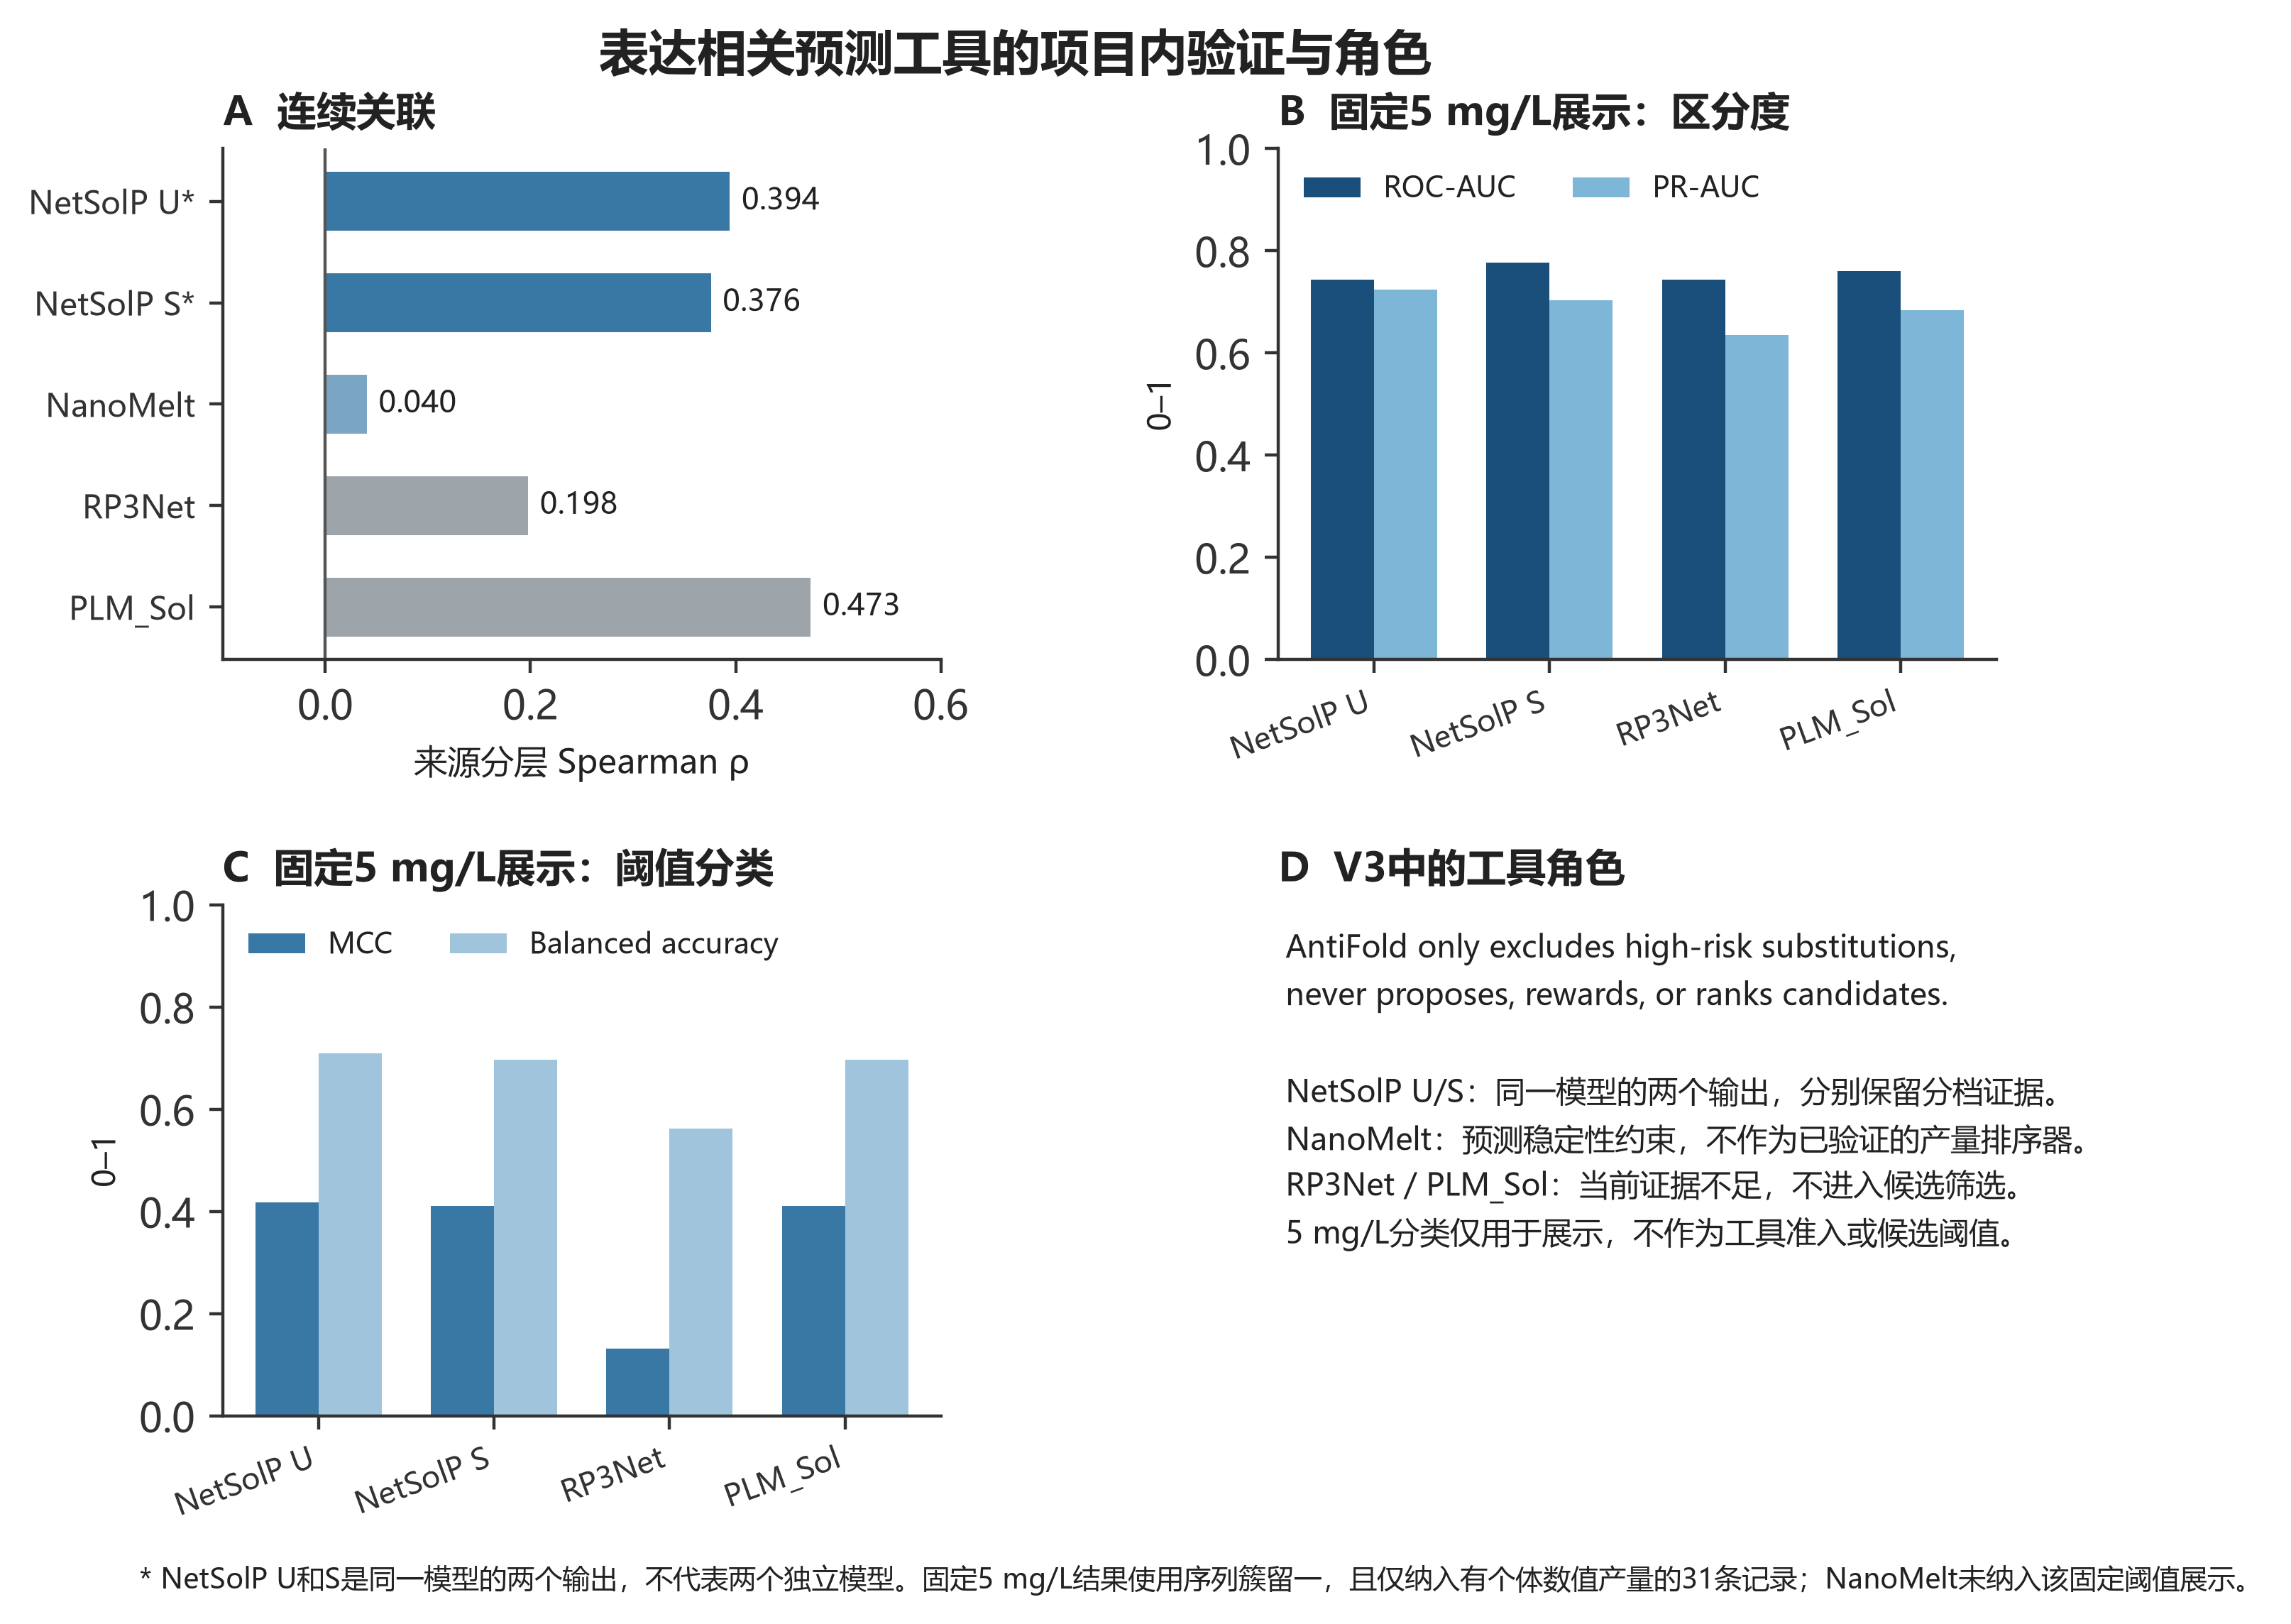 表达相关预测工具的项目内验证与角色
A 连续关联
NetSolP U*
NetSolP S*
NanoMelt
RP3Net
PLM_Sol
0.394
0.376
0.040
0.198
0.473
0.0 0.2 0.4 0.6
来源分层 Spearman ρ
B 固定5 mg/L展示：区分度
ROC-AUC PR-AUC
1.0
0.8
0.6
0.4
0.2
0.0
0–1
NetSolP U NetSolP S RP3Net PLM_Sol
C 固定5 mg/L展示：阈值分类
MCC Balanced accuracy
1.0
0.8
0.6
0.4
0.2
0.0
0–1
NetSolP U NetSolP S RP3Net PLM_Sol
D V3中的工具角色
AntiFold only excludes high-risk substitutions,
never proposes, rewards, or ranks candidates.
NetSolP U/S：同一模型的两个输出，分别保留分档证据。
NanoMelt：预测稳定性约束，不作为已验证的产量排序器。
RP3Net / PLM_Sol：当前证据不足，不进入候选筛选。
5 mg/L分类仅用于展示，不作为工具准入或候选阈值。
* NetSolP U和S是同一模型的两个输出，不代表两个独立模型。固定5 mg/L结果使用序列簇留一，且仅纳入有个体数值产量的31条记录；NanoMelt未纳入该固定阈值展示。